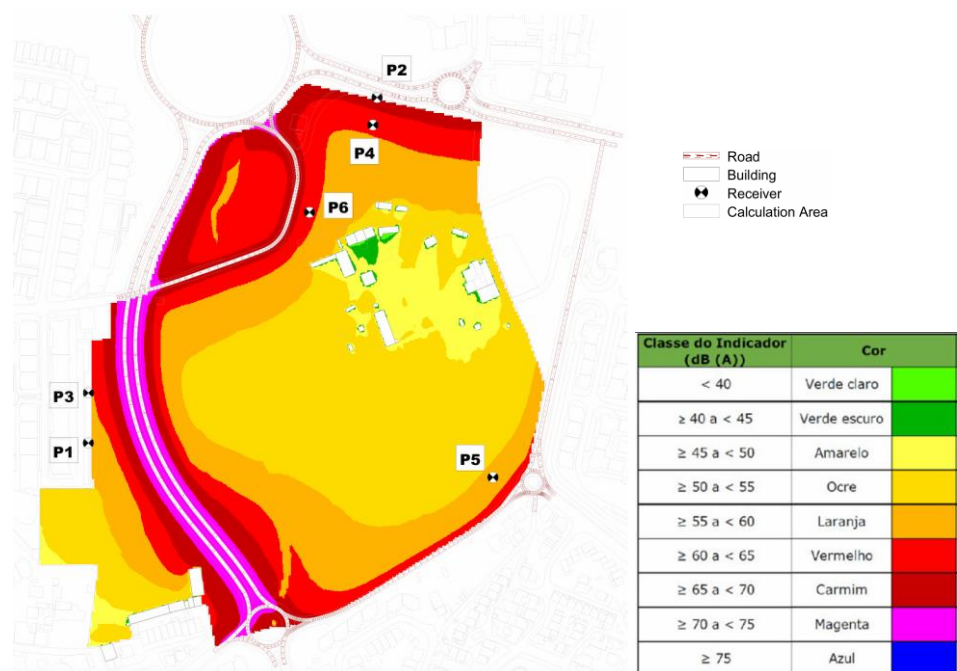 P2
P4
P6
P3
P1
P5
Road
Building
Receiver
Calculation Area
Classe do Indicador (dB (A)) Cor
< 40 Verde claro
≥ 40 a < 45 Verde escuro
≥ 45 a < 50 Amarelo
≥ 50 a < 55 Ocre
≥ 55 a < 60 Laranja
≥ 60 a < 65 Vermelho
≥ 65 a < 70 Carmim
≥ 70 a < 75 Magenta
≥ 75 Azul